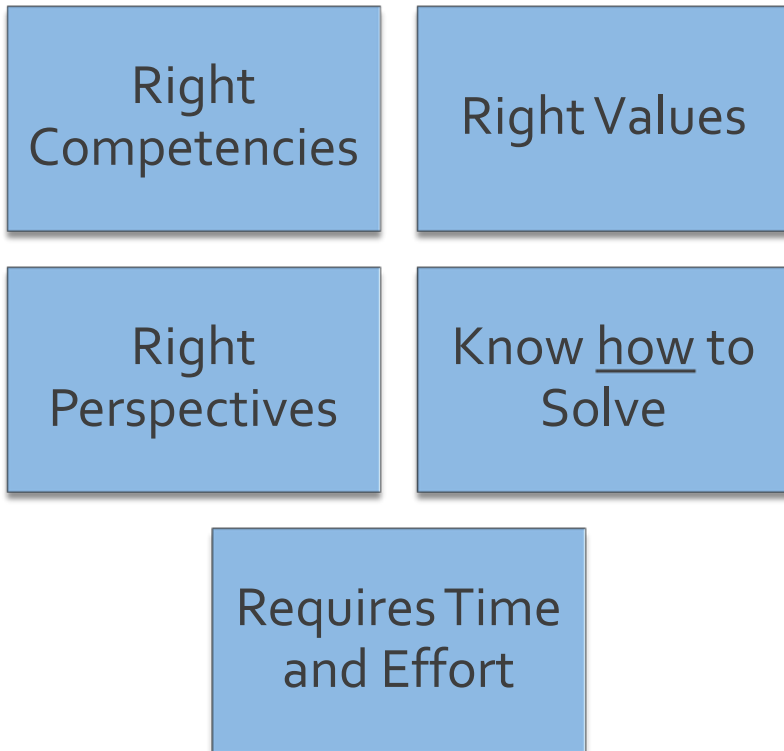 Right
Competencies
Right Values
Right
Perspectives
Know how to
Solve
Requires Time
and Effort